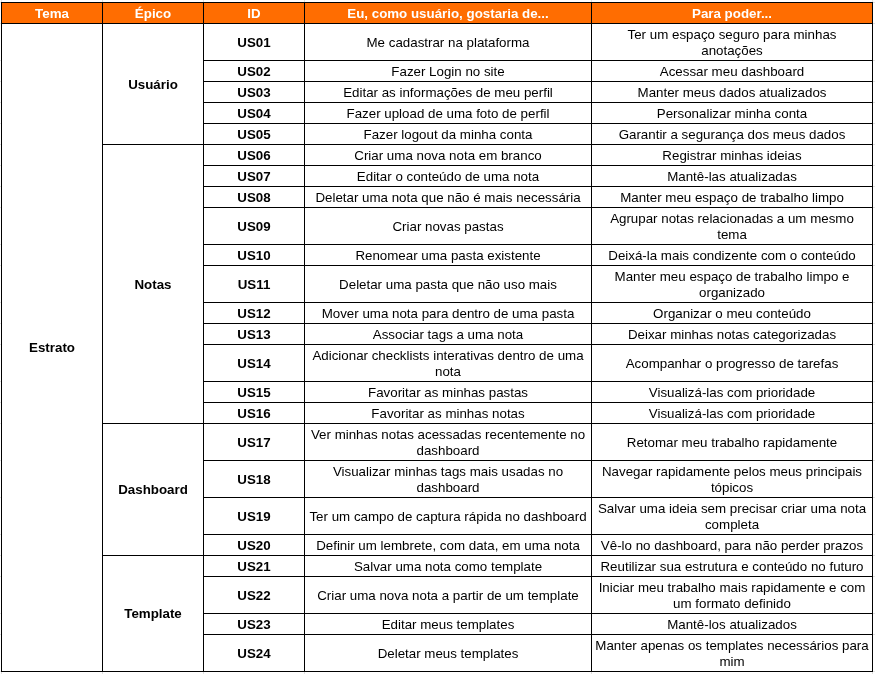 Tema Épico ID Eu, como usuário, gostaria de... Para poder...
Estrato
Usuário
US01 Me cadastrar na plataforma Ter um espaço seguro para minhas
anotações
US02 Fazer Login no site Acessar meu dashboard
US03 Editar as informações de meu perfil Manter meus dados atualizados
US04 Fazer upload de uma foto de perfil Personalizar minha conta
US05 Fazer logout da minha conta Garantir a segurança dos meus dados
Notas
US06 Criar uma nova nota em branco Registrar minhas ideias
US07 Editar o conteúdo de uma nota Mantê-las atualizadas
US08 Deletar uma nota que não é mais necessária Manter meu espaço de trabalho limpo
US09 Criar novas pastas Agrupar notas relacionadas a um mesmo
tema
US10 Renomear uma pasta existente Deixá-la mais condizente com o conteúdo
US11 Deletar uma pasta que não uso mais Manter meu espaço de trabalho limpo e
organizado
US12 Mover uma nota para dentro de uma pasta Organizar o meu conteúdo
US13 Associar tags a uma nota Deixar minhas notas categorizadas
US14 Adicionar checklists interativas dentro de uma
nota Acompanhar o progresso de tarefas
US15 Favoritar as minhas pastas Visualizá-las com prioridade
US16 Favoritar as minhas notas Visualizá-las com prioridade
Dashboard
US17 Ver minhas notas acessadas recentemente no
dashboard Retomar meu trabalho rapidamente
US18 Visualizar minhas tags mais usadas no
dashboard Navegar rapidamente pelos meus principais
tópicos
US19 Ter um campo de captura rápida no dashboard Salvar uma ideia sem precisar criar uma nota
completa
US20 Definir um lembrete, com data, em uma nota Vê-lo no dashboard, para não perder prazos
Template
US21 Salvar uma nota como template Reutilizar sua estrutura e conteúdo no futuro
US22 Criar uma nova nota a partir de um template Iniciar meu trabalho mais rapidamente e com
um formato definido
US23 Editar meus templates Mantê-los atualizados
US24 Deletar meus templates Manter apenas os templates necessários para
mim